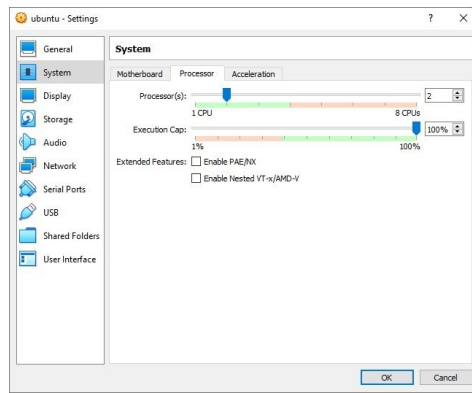 ubuntu - Settings
?
General
System
Display
Storage
Audio
Network
Serial Ports
USB
Shared Folders
User Interface
System
Motherboard Processor Acceleration
Processor(s): 2
1 CPU 8 CPUs
Execution Cap: 100%
1% 100%
Extended Features: Enable PAE/NX
Enable Nested VT-x/AMD-V
OK Cancel